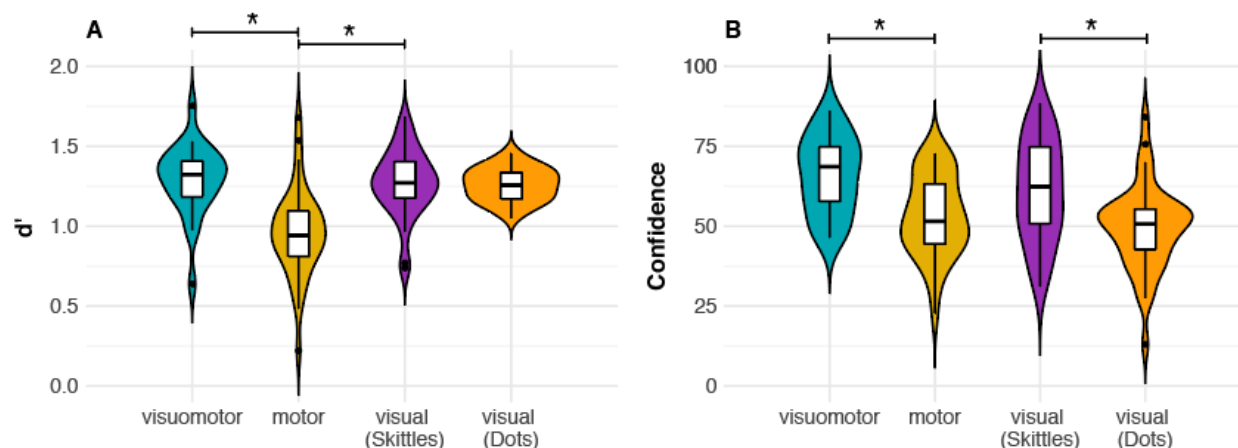 A
*
*
d'
2.0
1.5
1.0
0.5
0.0
visuomotor
motor
visual
(Skittles)
visual
(Dots)
B
*
*
Confidence
100
75
50
25
0
visuomotor
motor
visual
(Skittles)
visual
(Dots)